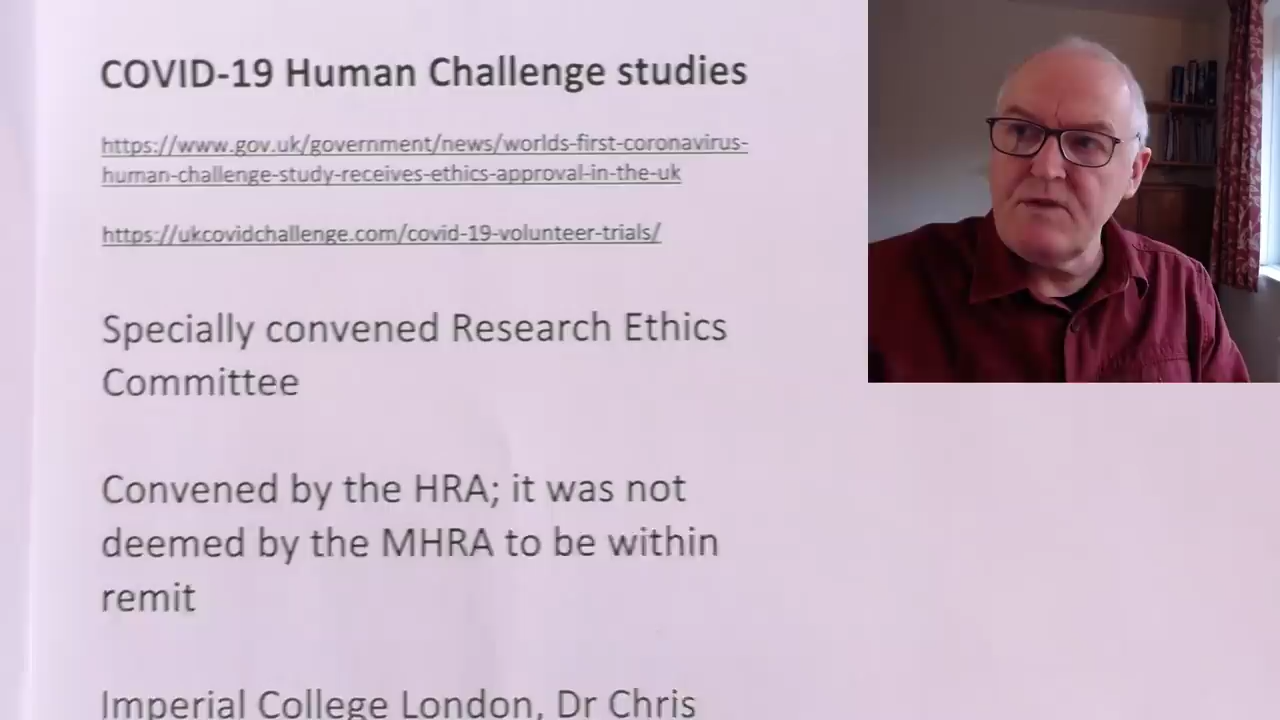 COVID-19 Human Challenge studies
https://www.gov.uk/government/news/worlds-first-coronavirus-
human-challenge-study-receives-ethics-approval-in-the-uk
https://ukcovidchallenge.com/covid-19-volunteer-trials/
Specially convened Research Ethics
Committee
Convened by the HRA; it was not
deemed by the MHRA to be within
remit
Imperial College London, Dr Chris